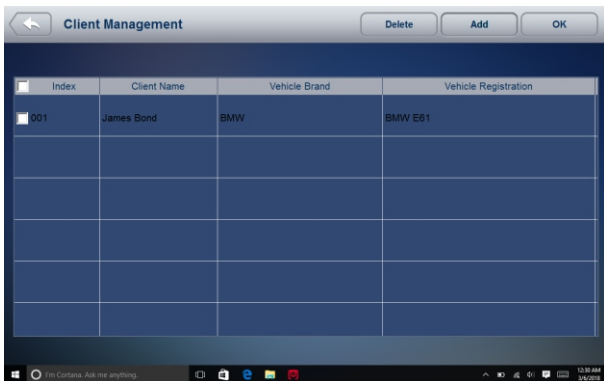 Client Management Delete Add OK
Index Client Name Vehicle Brand Vehicle Registration
001 James Bond BMW BMW E61
I'm Cortana. Ask me anything. 12:30 AM
3/6/2018